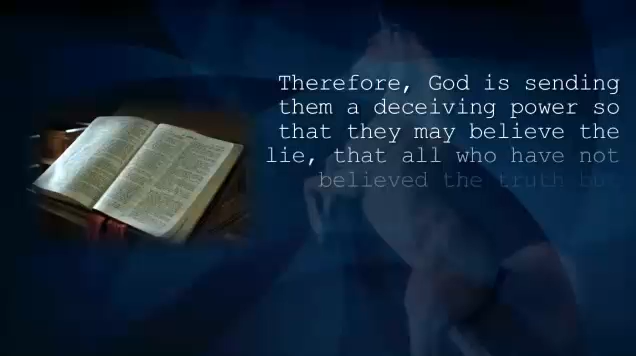 Therefore, God is sending
them a deceiving power so
that they may believe the
lie, that all who have not
believed the truth but